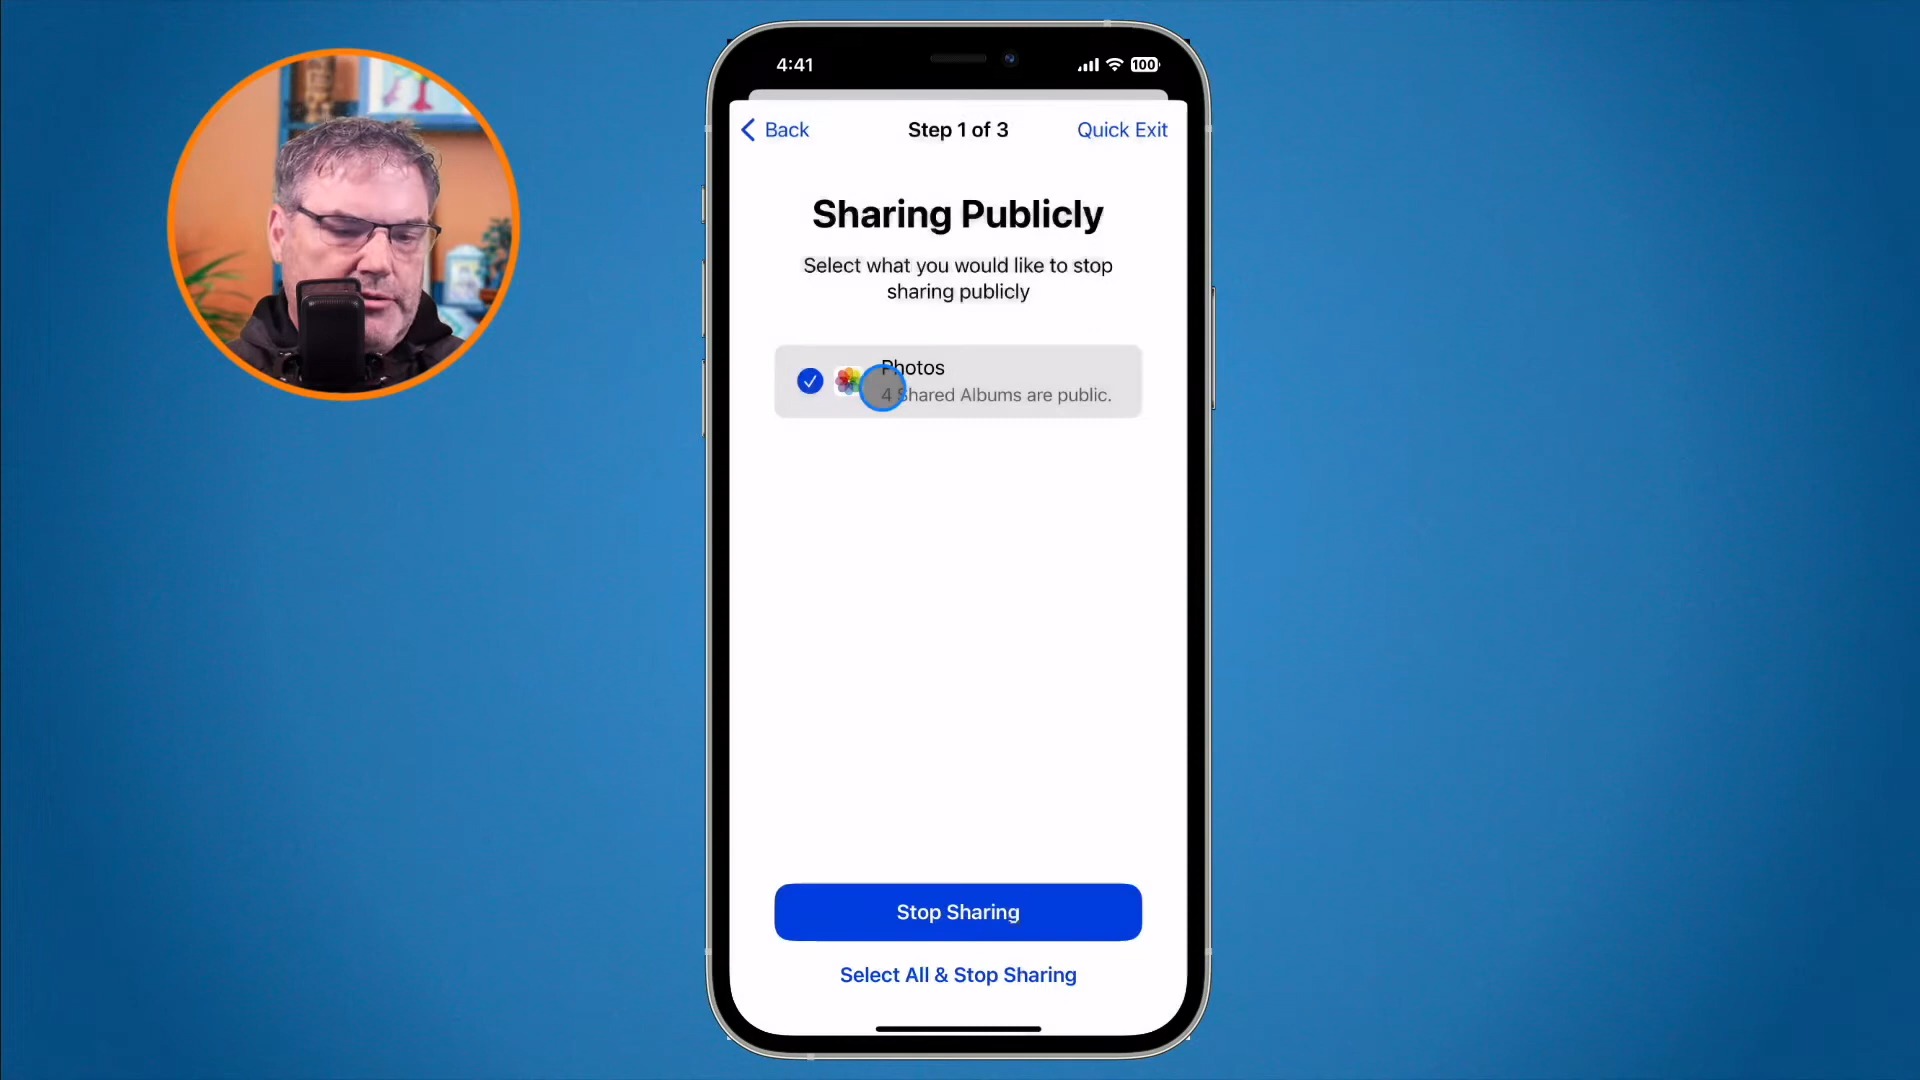 4:41
100
Back
Step 1 of 3
Quick Exit
Sharing Publicly
Select what you would like to stop
sharing publicly
Photos
4 Shared Albums are public.
Stop Sharing
Select All & Stop Sharing